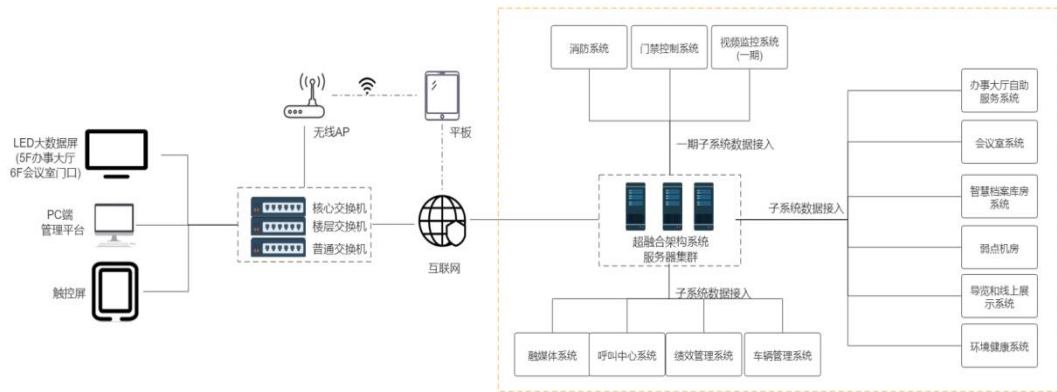 消防系统
门禁控制系统
视频监控系统
(一期)
无线AP
平板
LED大数据屏
(5F办事大厅
6F会议室门口)
PC端
管理平台
触控屏
核心交换机
楼层交换机
普通交换机
互联网
一期子系统数据接入
超融合架构系统
服务器集群
子系统数据接入
子系统数据接入
融媒体系统
呼叫中心系统
绩效管理系统
车辆管理系统
办事大厅自助
服务系统
会议室系统
智慧档案库房
系统
弱点机房
导览和线上展
示系统
环境健康系统